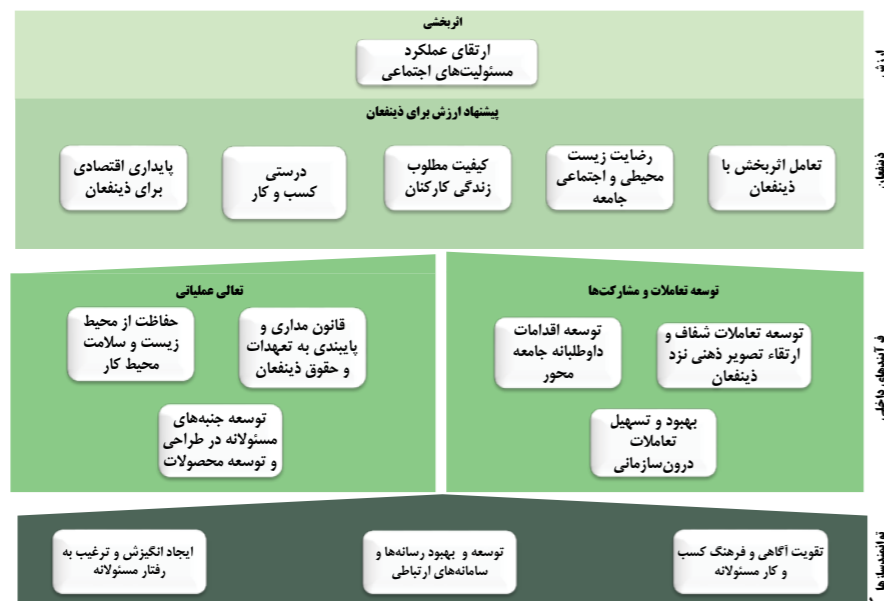 اثربخشی
ارتقای عملکرد
مسئولیت‌های اجتماعی
ارزش
پیشنهاد ارزش برای ذینفعان
تعامل اثربخش با
ذینفعان
رضایت زیست
محیطی و اجتماعی
جامعه
کیفیت مطلوب
زندگی کارکنان
درستی
کسب و کار
پایداری اقتصادی
برای ذینفعان
ذینفعان
توسعه تعاملات و مشارکت‌ها
توسعه تعاملات شفاف و
ارتقاء تصویر ذهنی نزد
ذینفعان
توسعه اقدامات
داوطلبانه جامعه
محور
بهبود و تسهیل
تعاملات
درون‌سازمانی
تعالی عملیاتی
قانون مداری و
پایبندی به تعهدات
و حقوق ذینفعان
حفاظت از محیط
زیست و سلامت
محیط کار
توسعه جنبه‌های
مسئولانه در طراحی
و توسعه محصولات
فرآیندهای داخلی
تقویت آگاهی و فرهنگ کسب
و کار مسئولانه
توسعه و بهبود رسانه‌ها و
سامانه‌های ارتباطی
ایجاد انگیزش و ترغیب به
رفتار مسئولانه
توانمندسازها